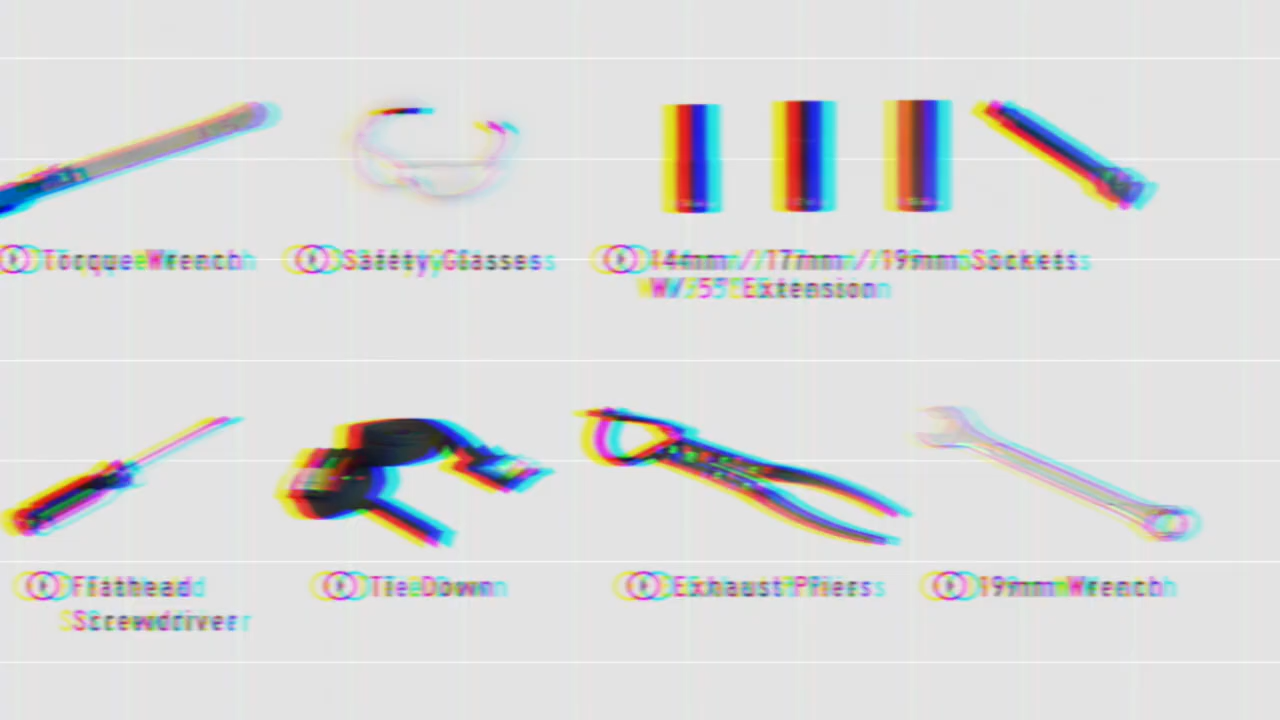 Torque Wrench
Safety Glasses
14mm/17mm/19mm Sockets
W/ 5" Extension
Flathead
Screwdriver
Tie Down
Exhaust Pliers
19mm Wrench